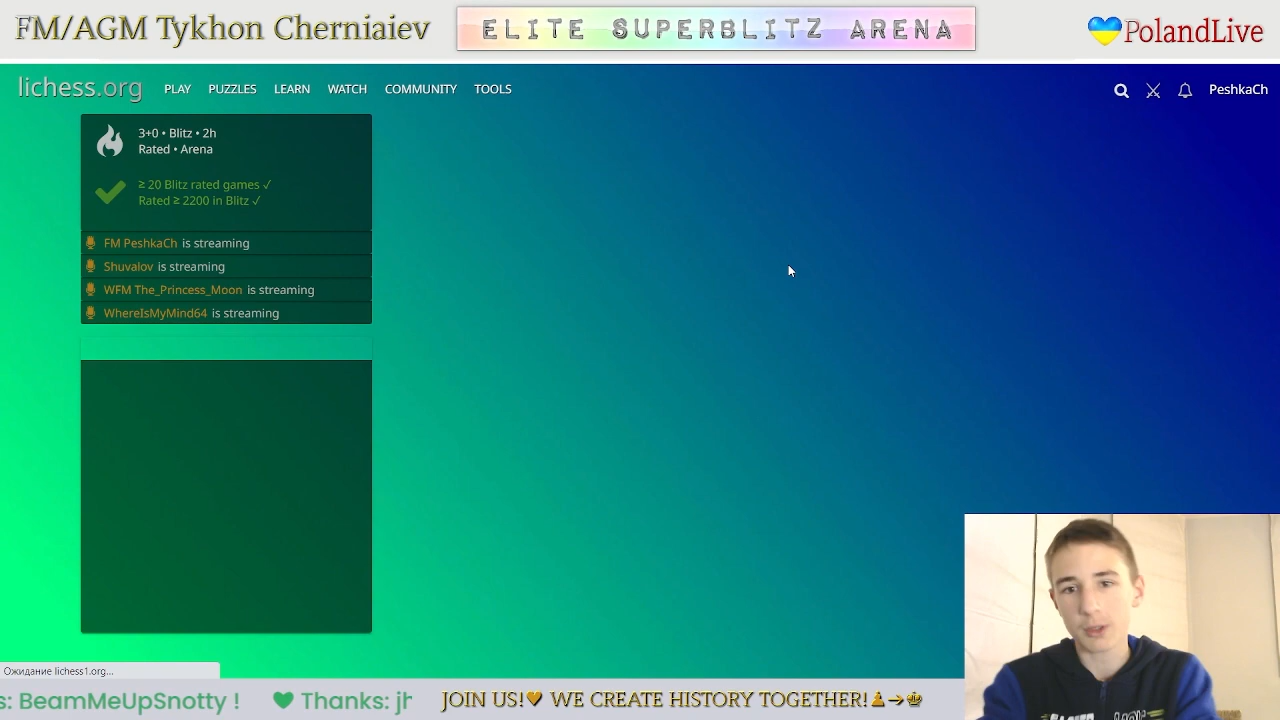 FM/AGM Tykhon Cherniaiev
ELITE SUPERBLITZ ARENA
PolandLive
lichess.org
PLAY PUZZLES LEARN WATCH COMMUNITY TOOLS
PeshkaCh
3+0 • Blitz • 2h
Rated • Arena
≥ 20 Blitz rated games ✓
Rated ≥ 2200 in Blitz ✓
FM PeshkaCh is streaming
Shuvalov is streaming
WFM The_Princess_Moon is streaming
WhereIsMyMind64 is streaming
Ожидание lichess1.org...
s: BeamMeUpSnotty ! Thanks: jh
JOIN US! WE CREATE HISTORY TOGETHER!